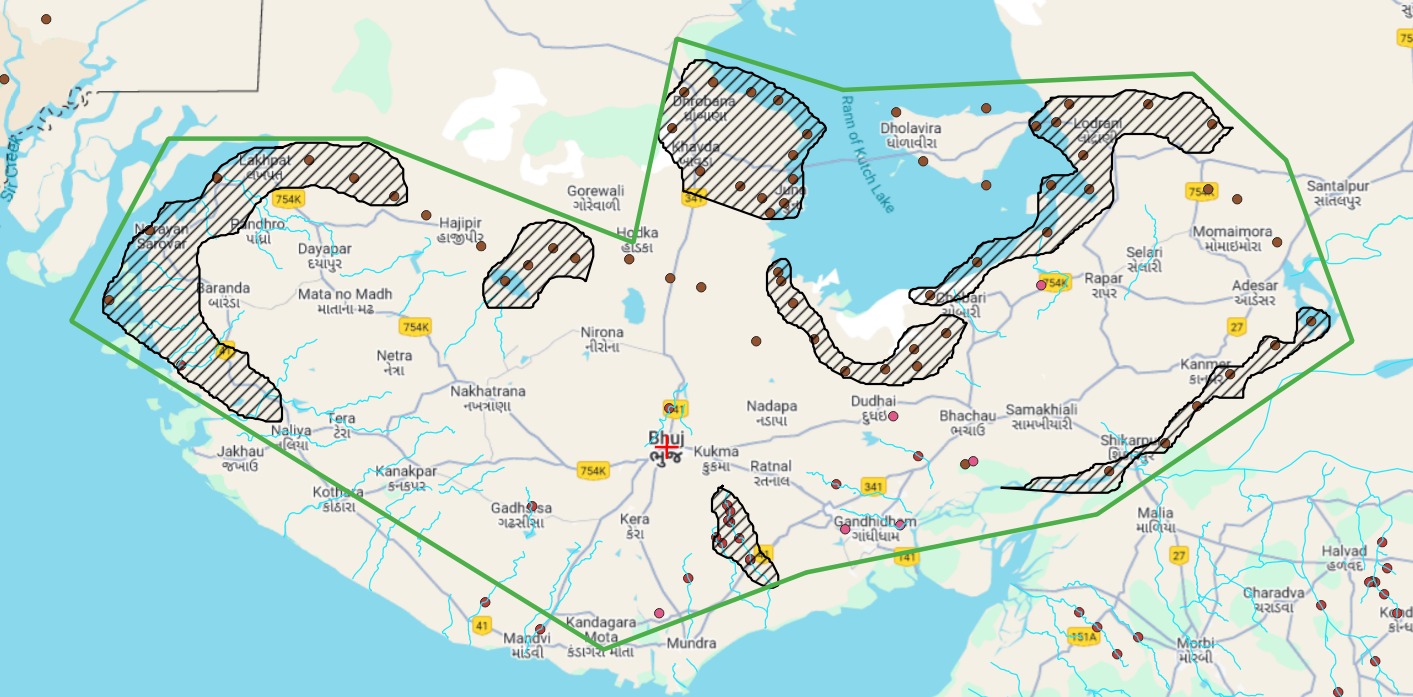 Sir Creek
Lakhpat
લખપત
754K
Narayan
Sarovar
Pandhro
પાંધ્રો
Hajipir
હાજીપીર
Dayapar
દયાપુર
Gorewali
ગોરેવાળી
Hodka
હોડકા
Dhrobana
ધ્રોબાણા
Khavda
ખાવડા
341
Juna
Rann of Kutch Lake
Dholavira
ધોળાવીરા
Lodrani
લોદ્રાણી
754K
Santalpur
સાંતલપુર
Momaimora
મોમાઇમોરા
Selari
સેલારી
Baranda
બારંડા
Mata no Madh
માતાના મઢ
754K
41
Netra
નેત્રા
Nirona
નીરોના
Chobari
ચોબારી
754K
Rapar
રાપર
Adesar
આડેસર
27
Kanmer
કાનમેર
Nakhatrana
નખત્રાણા
Tera
ટેરા
Naliya
નલિયા
Jakhau
જખાઉ
341
Nadapa
નડાપા
Dudhai
દુધઇ
Bhachau
ભચાઉ
Samakhiali
સામખીયારી
Shikarpur
શિકારપુર
Bhuj
ભુજ
Kukma
કુકમા
Ratnal
રતનાલ
754K
Kanakpar
કનકપર
Kothara
કોઠારા
Gadhsisa
ગઢસીસા
Kera
કેરા
341
Gandhidham
ગાંધીધામ
41
141
Malia
માળિયા
27
Halvad
હળવદ
Charadva
ચરાડવા
41
Mandvi
માંડવી
Kandagara
Mota
કંડાગરા મોતા
Mundra
151A
Morbi
મોરબી